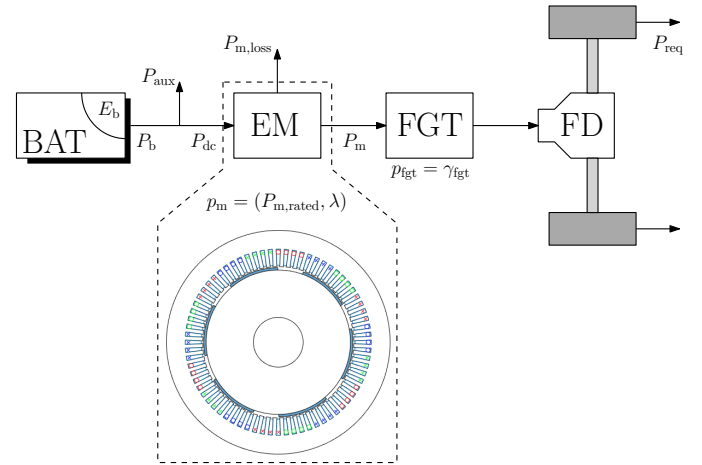 P_req
P_m,loss
P_aux
E_b
BAT
EM
FGT
FD
P_b
P_dc
P_m
p_fgt = γ_fgt
p_m = (P_m,rated, λ)